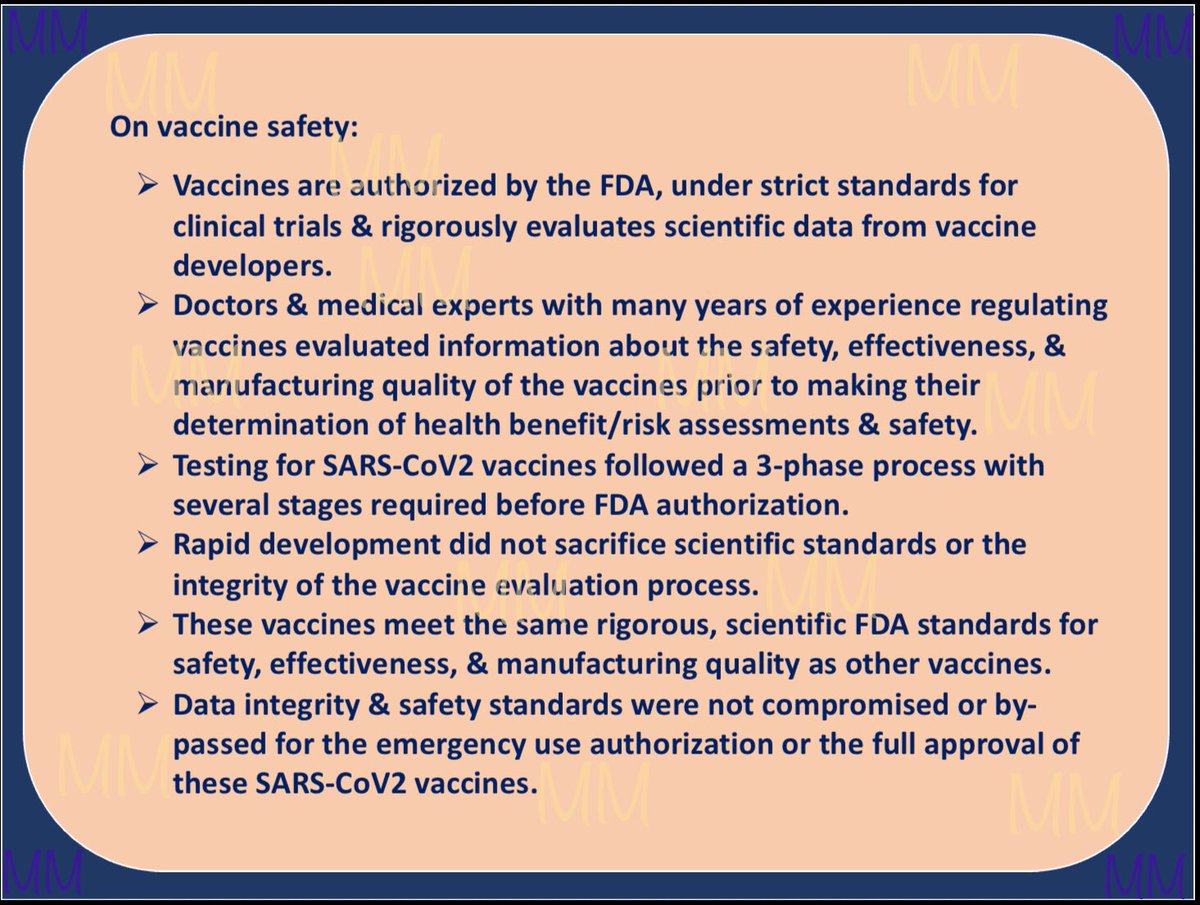 MM MM
MM MM
On vaccine safety:
MM
➢ Vaccines are authorized by the FDA, under strict standards for
clinical trials & rigorously evaluates scientific data from vaccine
developers.
MM
➢ Doctors & medical experts with many years of experience regulating
vaccines evaluated information about the safety, effectiveness, &
MM MM MM
manufacturing quality of the vaccines prior to making their
determination of health benefit/risk assessments & safety.
➢ Testing for SARS-CoV2 vaccines followed a 3-phase process with
several stages required before FDA authorization.
➢ Rapid development did not sacrifice scientific standards or the
integrity of the vaccine evaluation process.
MM MM
➢ These vaccines meet the same rigorous, scientific FDA standards for
safety, effectiveness, & manufacturing quality as other vaccines.
➢ Data integrity & safety standards were not compromised or by-
passed for the emergency use authorization or the full approval of
these SARS-CoV2 vaccines.
MM MM MM
MM MM